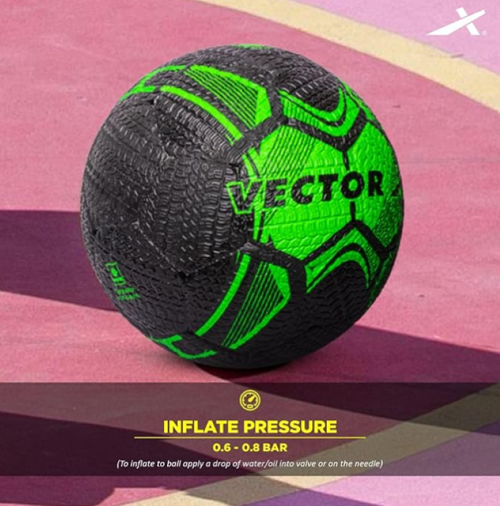 VECTOR
INFLATE PRESSURE
0.6 - 0.8 BAR
(To inflate to ball apply a drop of water/oil into valve or on the needle)